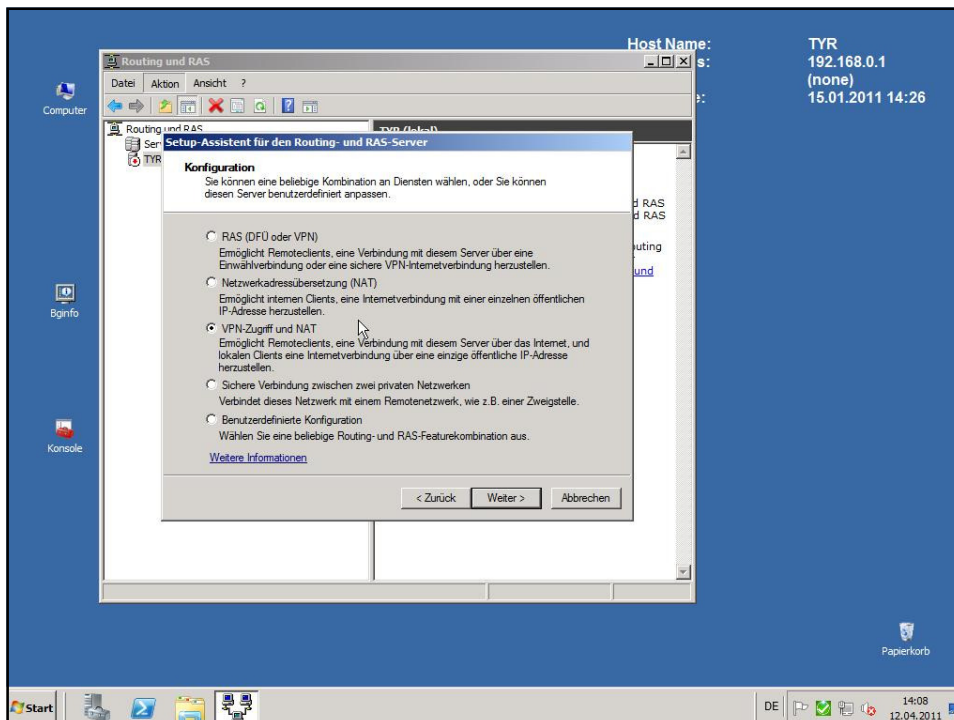 Host Name: TYR
s: 192.168.0.1
(none)
e: 15.01.2011 14:26
Computer
Bginfo
Konsole
Papierkorb
Routing und RAS
Datei Aktion Ansicht ?
Routing und RAS
Ser
TYR
TYR (lokal)
d RAS
d RAS
outing
und
Setup-Assistent für den Routing- und RAS-Server
Konfiguration
Sie können eine beliebige Kombination an Diensten wählen, oder Sie können
diesen Server benutzerdefiniert anpassen.
RAS (DFÜ oder VPN)
Ermöglicht Remoteclients, eine Verbindung mit diesem Server über eine
Einwählverbindung oder eine sichere VPN-Internetverbindung herzustellen.
Netzwerkadressübersetzung (NAT)
Ermöglicht internen Clients, eine Internetverbindung mit einer einzelnen öffentlichen
IP-Adresse herzustellen.
VPN-Zugriff und NAT
Ermöglicht Remoteclients, eine Verbindung mit diesem Server über das Internet, und
lokalen Clients eine Internetverbindung über eine einzige öffentliche IP-Adresse
herzustellen.
Sichere Verbindung zwischen zwei privaten Netzwerken
Verbindet dieses Netzwerk mit einem Remotenetzwerk, wie z.B. einer Zweigstelle.
Benutzerdefinierte Konfiguration
Wählen Sie eine beliebige Routing- und RAS-Featurekombination aus.
Weitere Informationen
< Zurück Weiter > Abbrechen
Start DE 14:08
12.04.2011